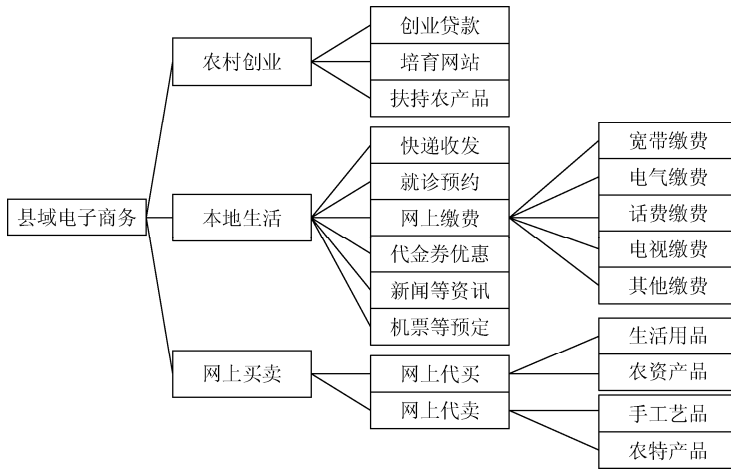 县域电子商务
农村创业
创业贷款
培育网站
扶持农产品
本地生活
快递收发
就诊预约
网上缴费
宽带缴费
电气缴费
话费缴费
电视缴费
其他缴费
代金券优惠
新闻等资讯
机票等预定
网上买卖
网上代买
生活用品
农资产品
网上代卖
手工艺品
农特产品